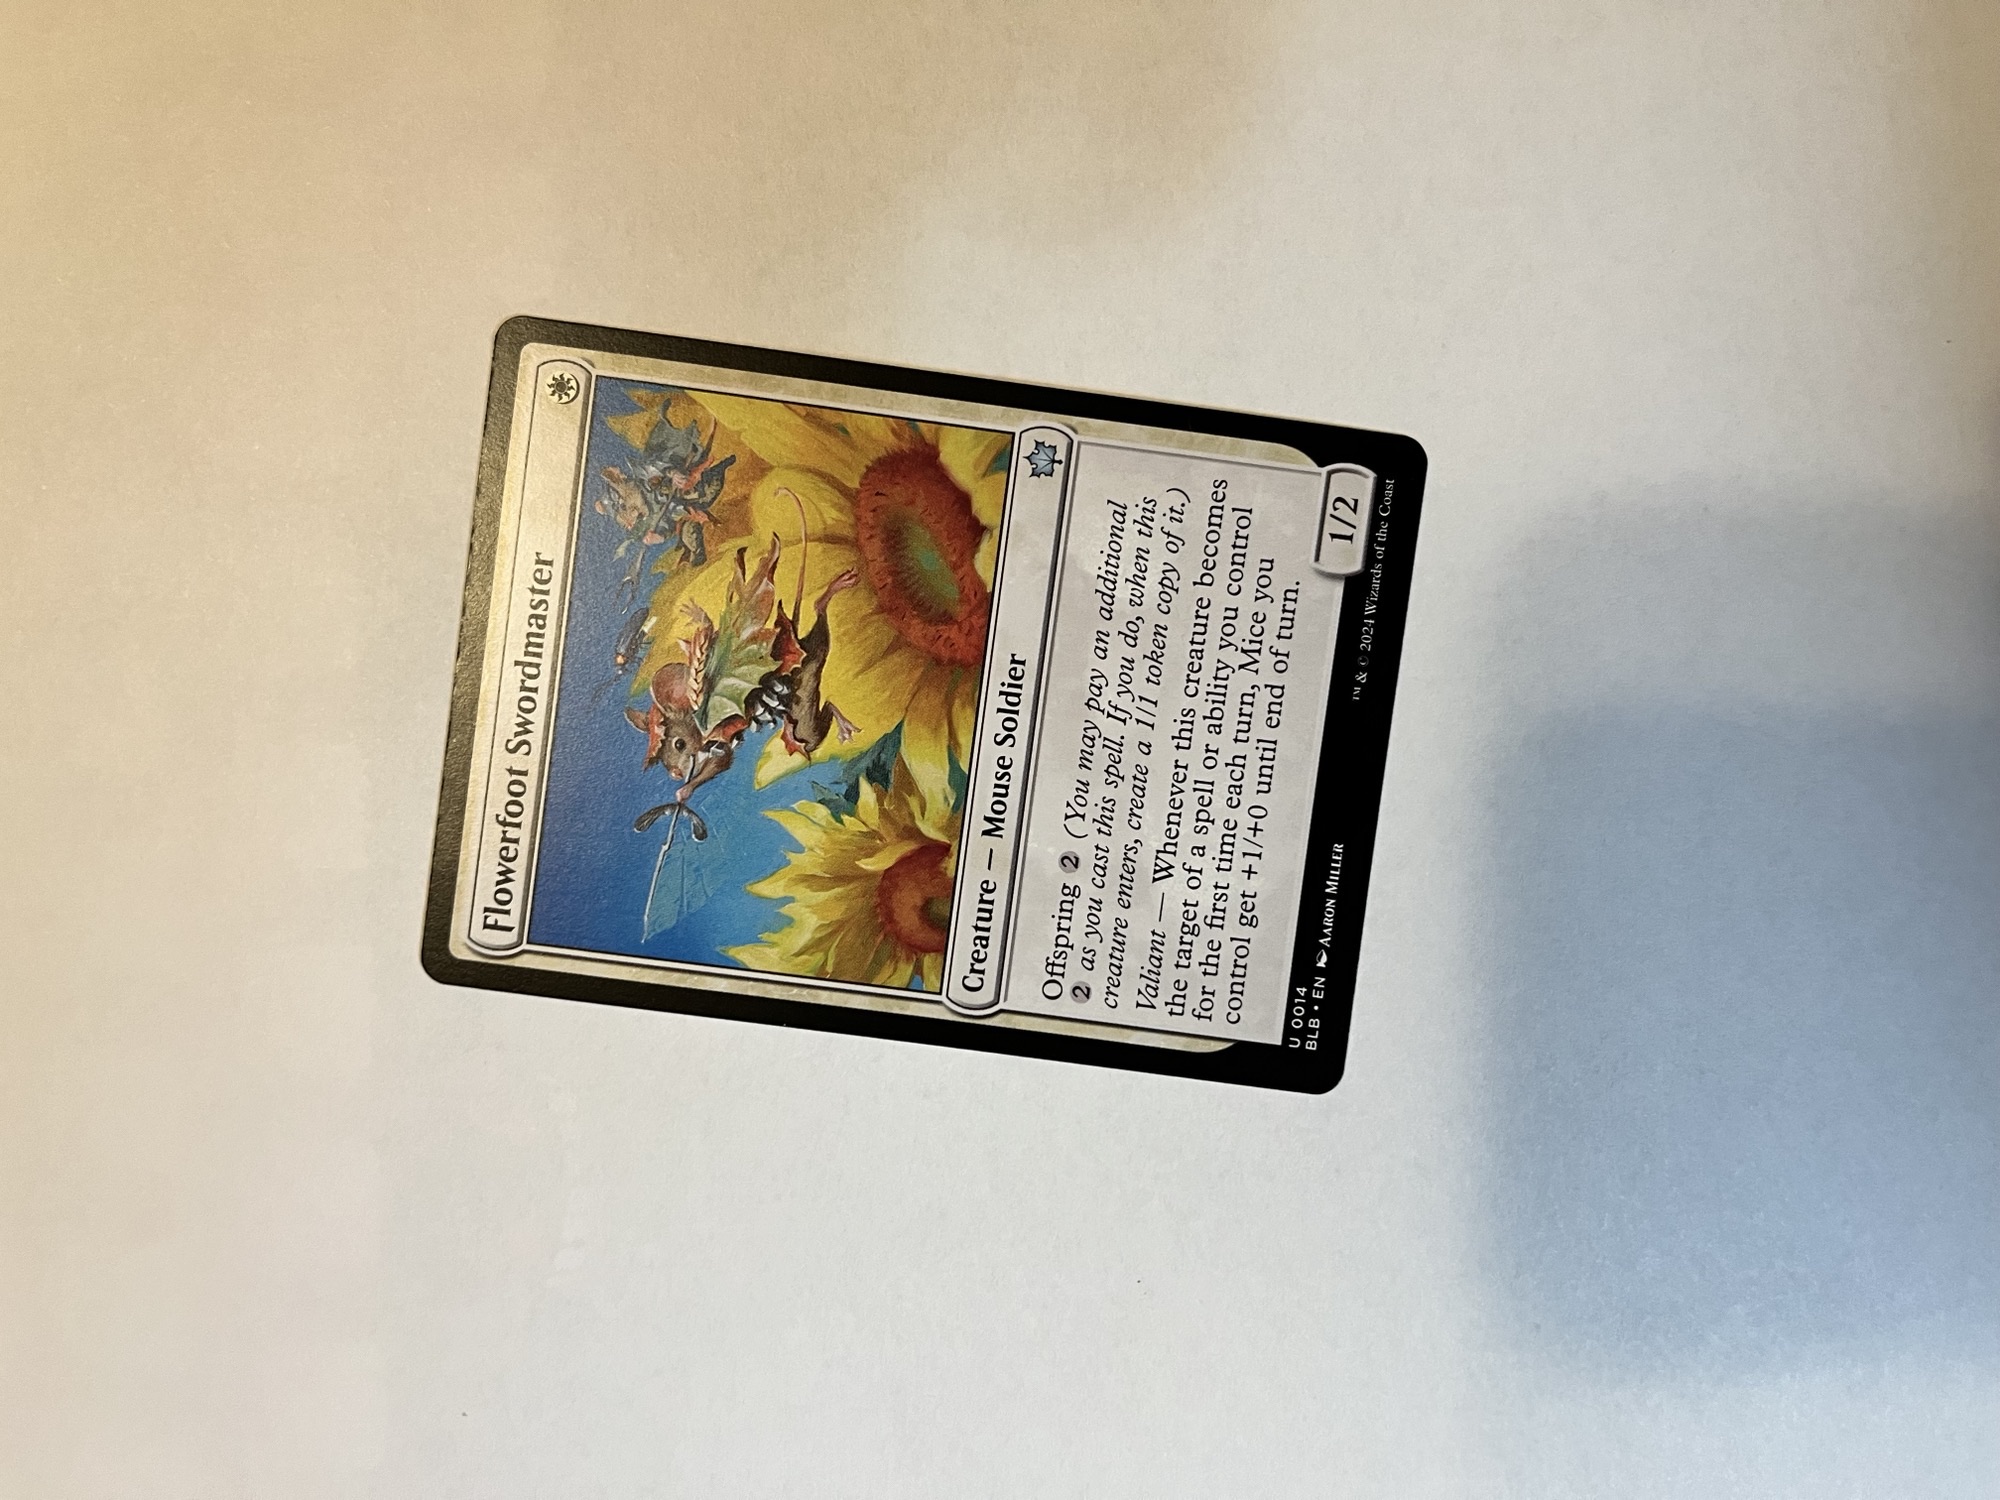 Flowerfoot Swordmaster
Creature — Mouse Soldier
Offspring 2 (You may pay an additional
2 as you cast this spell. If you do, when this
creature enters, create a 1/1 token copy of it.)
Valiant — Whenever this creature becomes
the target of a spell or ability you control
for the first time each turn, Mice you
control get +1/+0 until end of turn.
1/2
U 0014
BLB • EN AARON MILLER
™ & © 2024 Wizards of the Coast